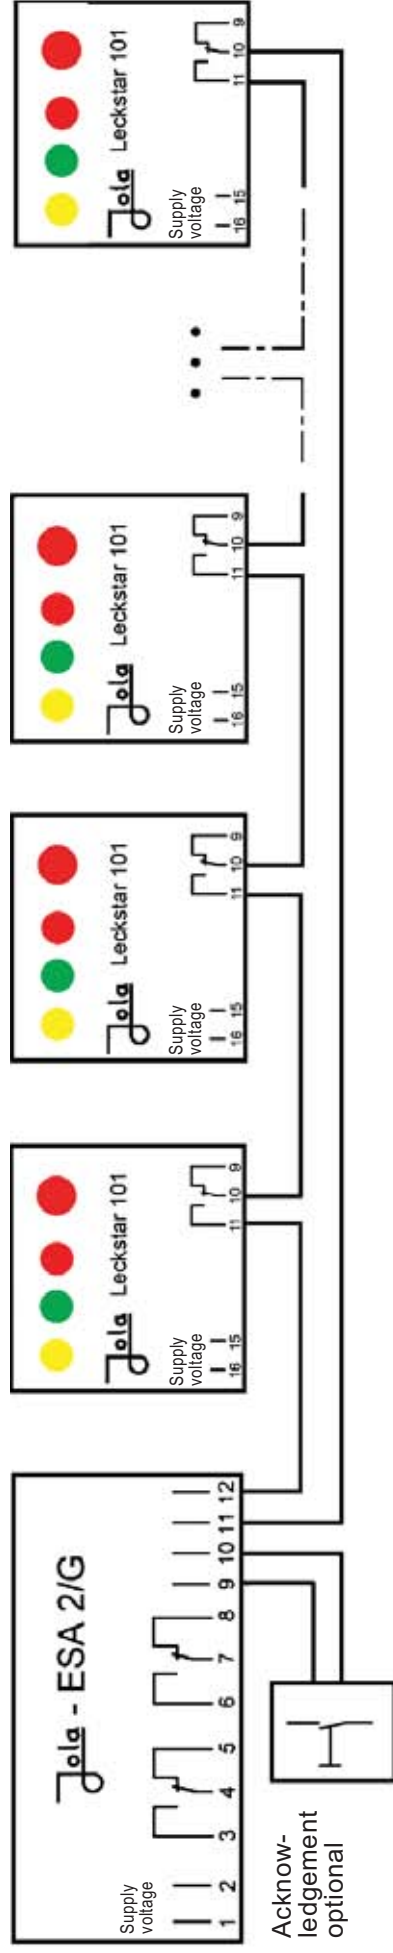 Jola - ESA 2/G
Supply
voltage
1 2 3 4 5 6 7 8 9 10 11 12
Acknow-
ledgement
optional
Jola Leckstar 101
Supply
voltage
16 15 11 10 9
Jola Leckstar 101
Supply
voltage
16 15 11 10 9
Jola Leckstar 101
Supply
voltage
16 15 11 10 9
Jola Leckstar 101
Supply
voltage
16 15 11 10 9